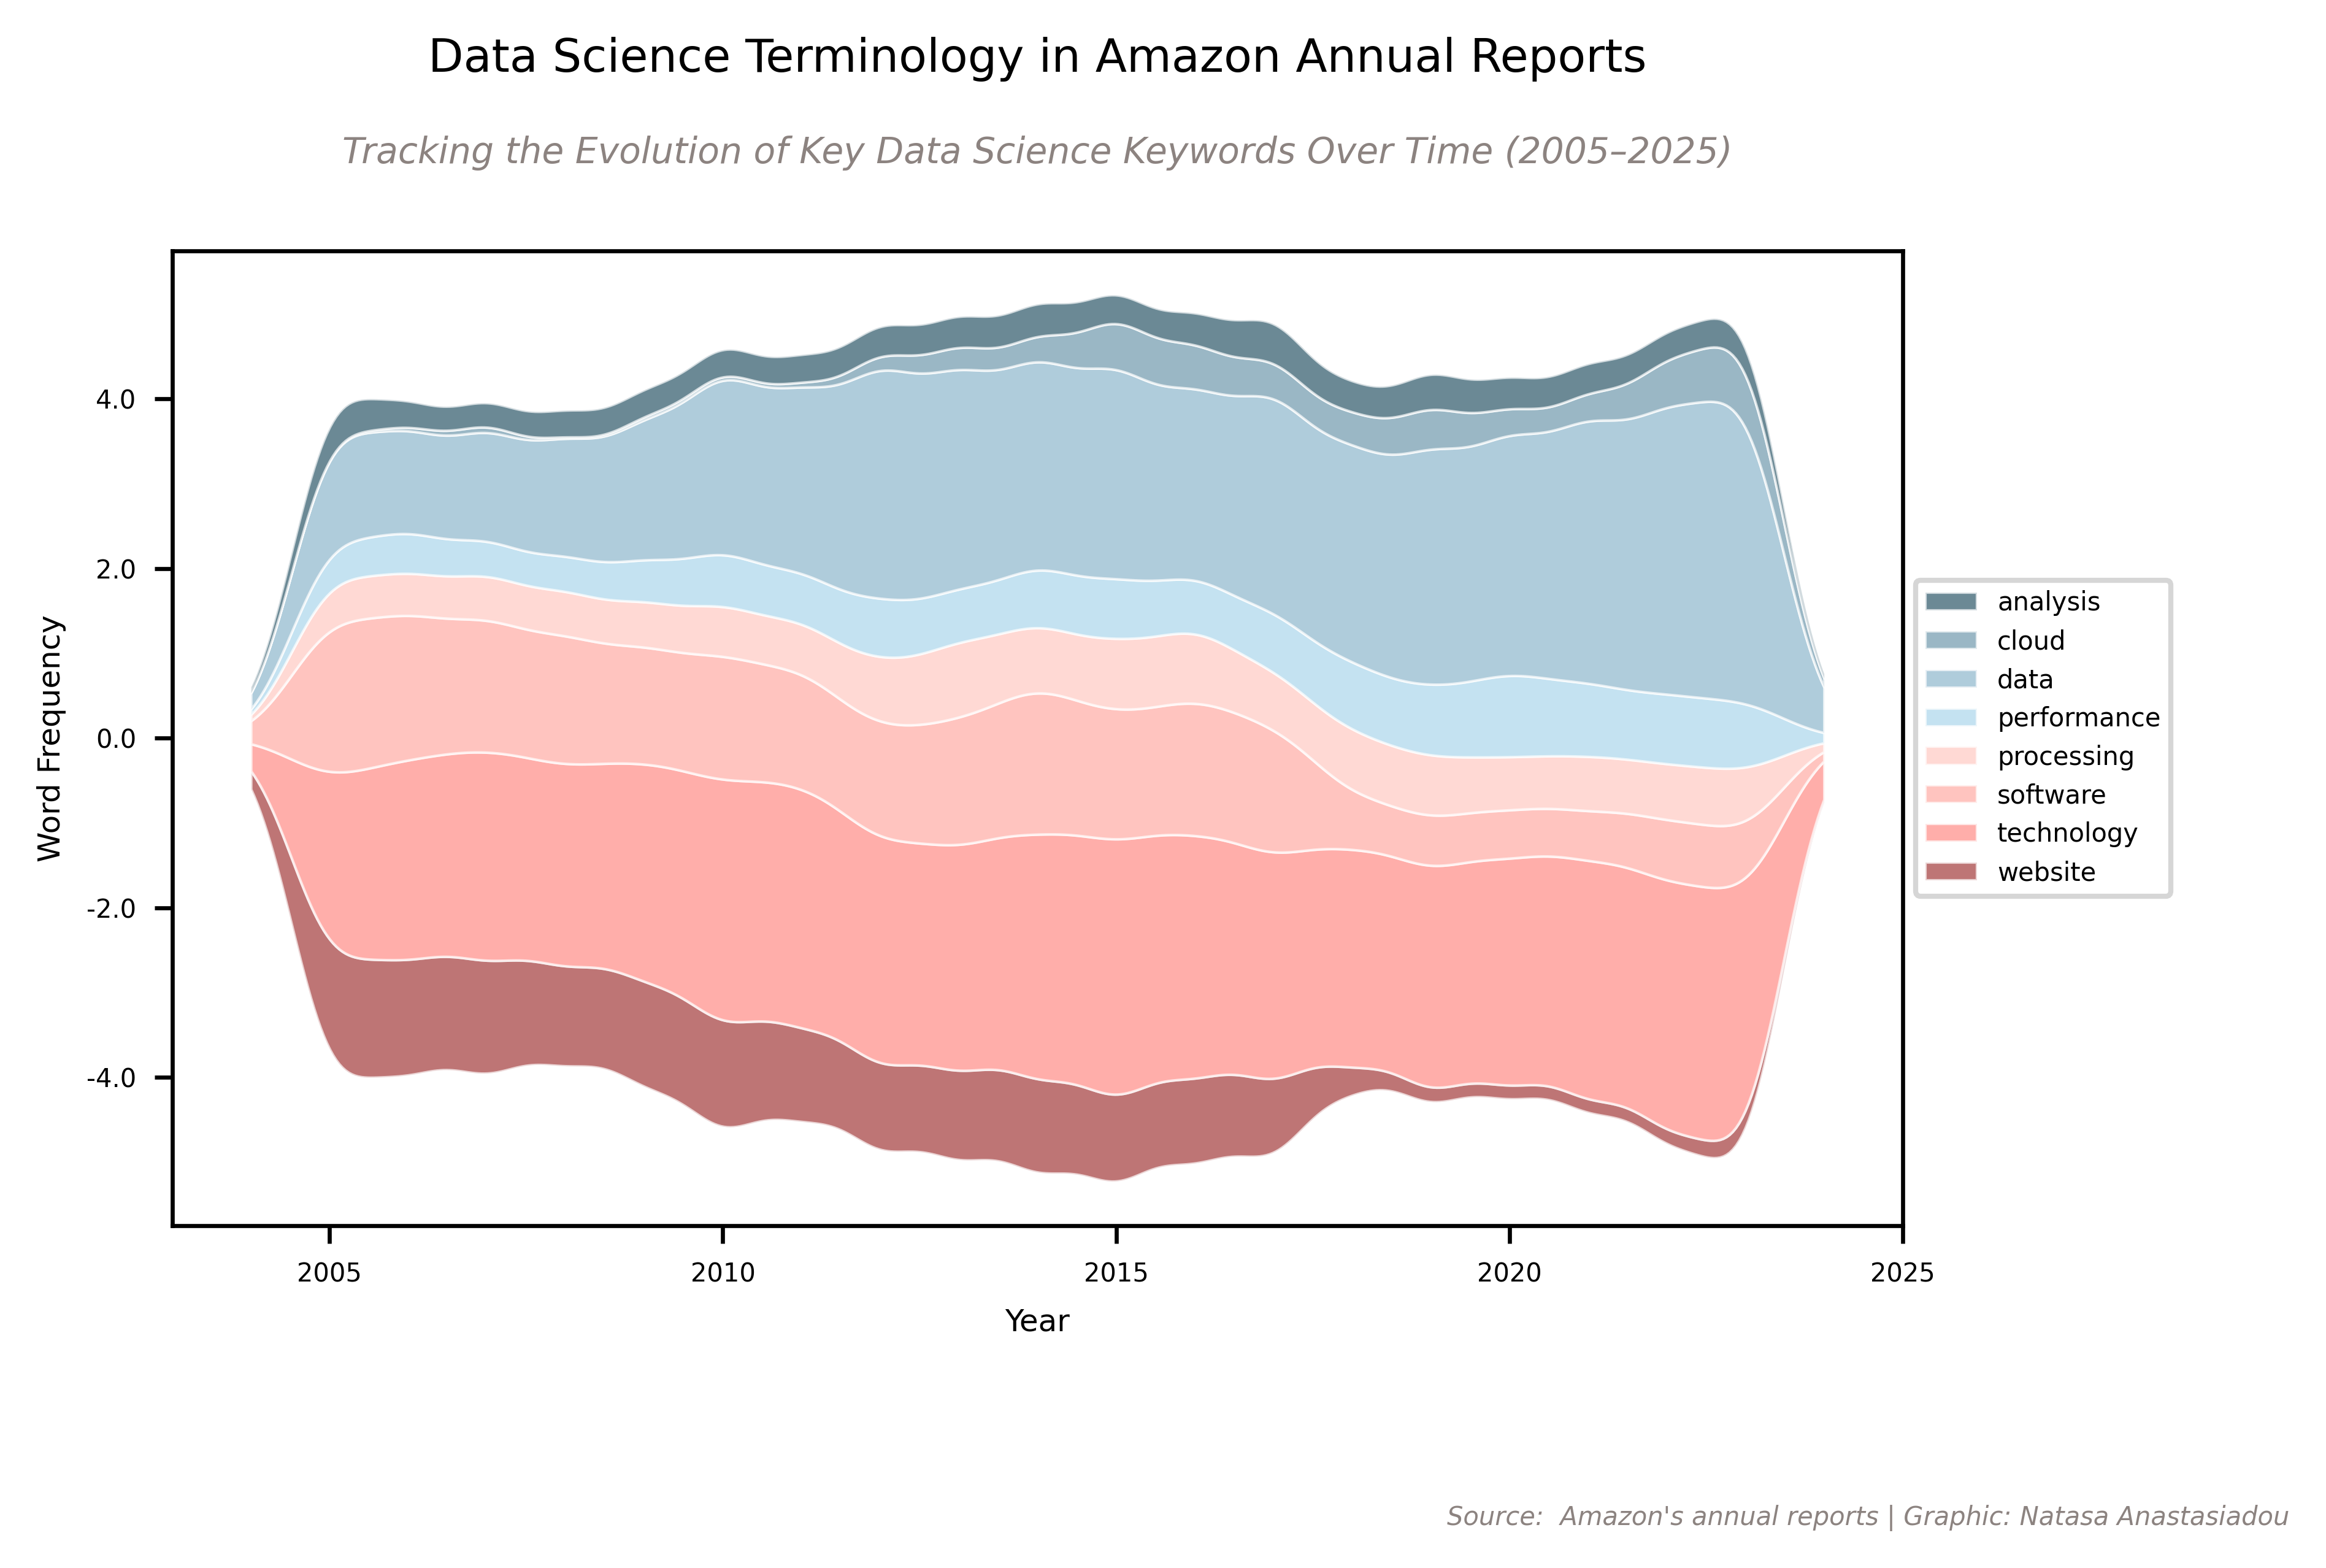 Data Science Terminology in Amazon Annual Reports
Tracking the Evolution of Key Data Science Keywords Over Time (2005–2025)
Word Frequency
4.0
2.0
0.0
-2.0
-4.0
2005
2010
2015
2020
2025
Year
analysis
cloud
data
performance
processing
software
technology
website
Source:  Amazon's annual reports | Graphic: Natasa Anastasiadou